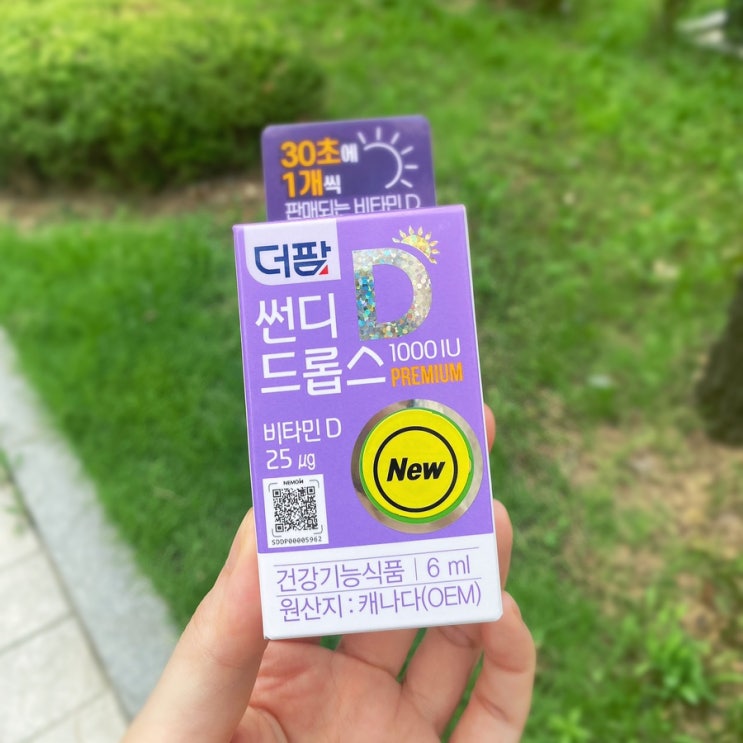 30초에
1개씩
판매되는 비타민 D
더팜
D
썬디
드롭스
1000 IU
PREMIUM
비타민 D
25 μg
New
NEMOM
SDDP00005962
건강기능식품 | 6 ml
원산지 : 캐나다(OEM)